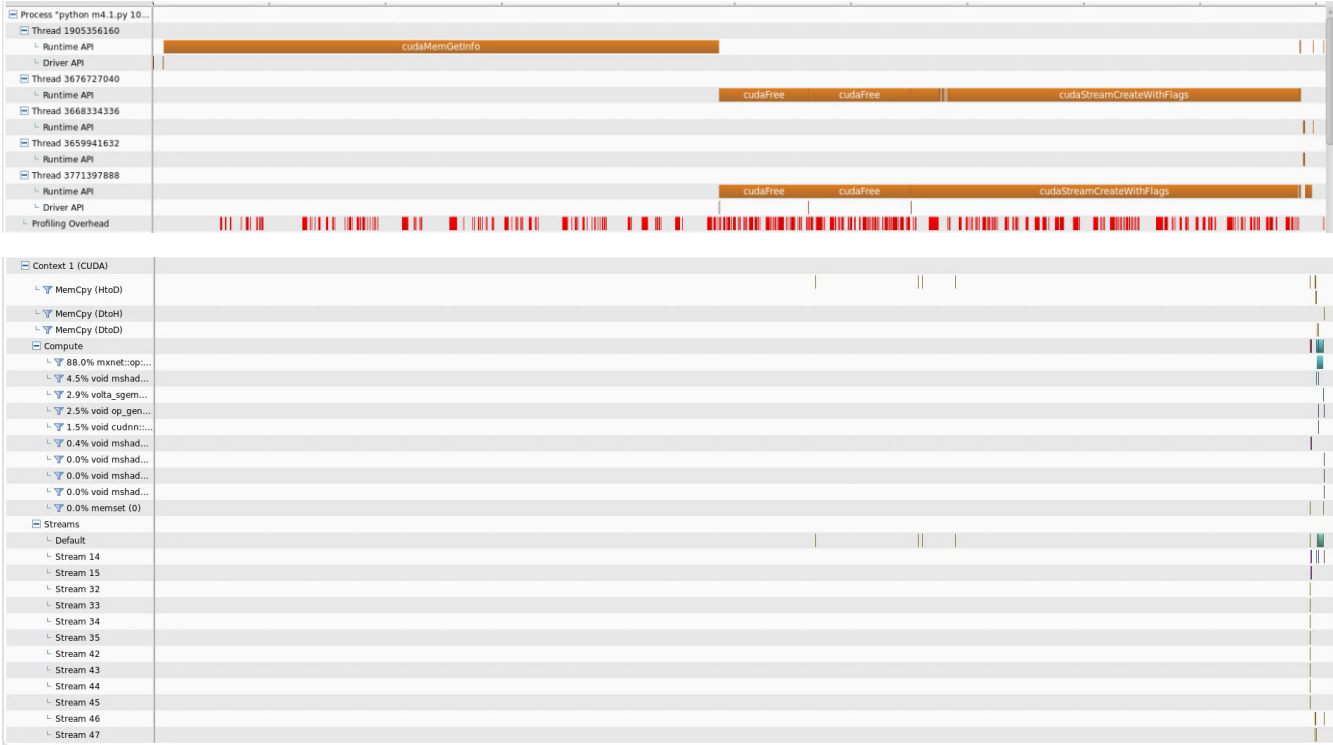 Process "python m4.1.py 10...
Thread 1905356160
Runtime API cudaMemGetInfo
Driver API
Thread 3676727040
Runtime API cudaFree cudaFree cudaStreamCreateWithFlags
Thread 3668334336
Runtime API
Thread 3659941632
Runtime API
Thread 3771397888
Runtime API cudaFree cudaFree cudaStreamCreateWithFlags
Driver API
Profiling Overhead
Context 1 (CUDA)
MemCpy (HtoD)
MemCpy (DtoH)
MemCpy (DtoD)
Compute
88.0% mxnet::op:...
4.5% void mshad...
2.9% volta_sgem...
2.5% void op_gen...
1.5% void cudnn::...
0.4% void mshad...
0.0% void mshad...
0.0% void mshad...
0.0% void mshad...
0.0% memset (0)
Streams
Default
Stream 14
Stream 15
Stream 32
Stream 33
Stream 34
Stream 35
Stream 42
Stream 43
Stream 44
Stream 45
Stream 46
Stream 47